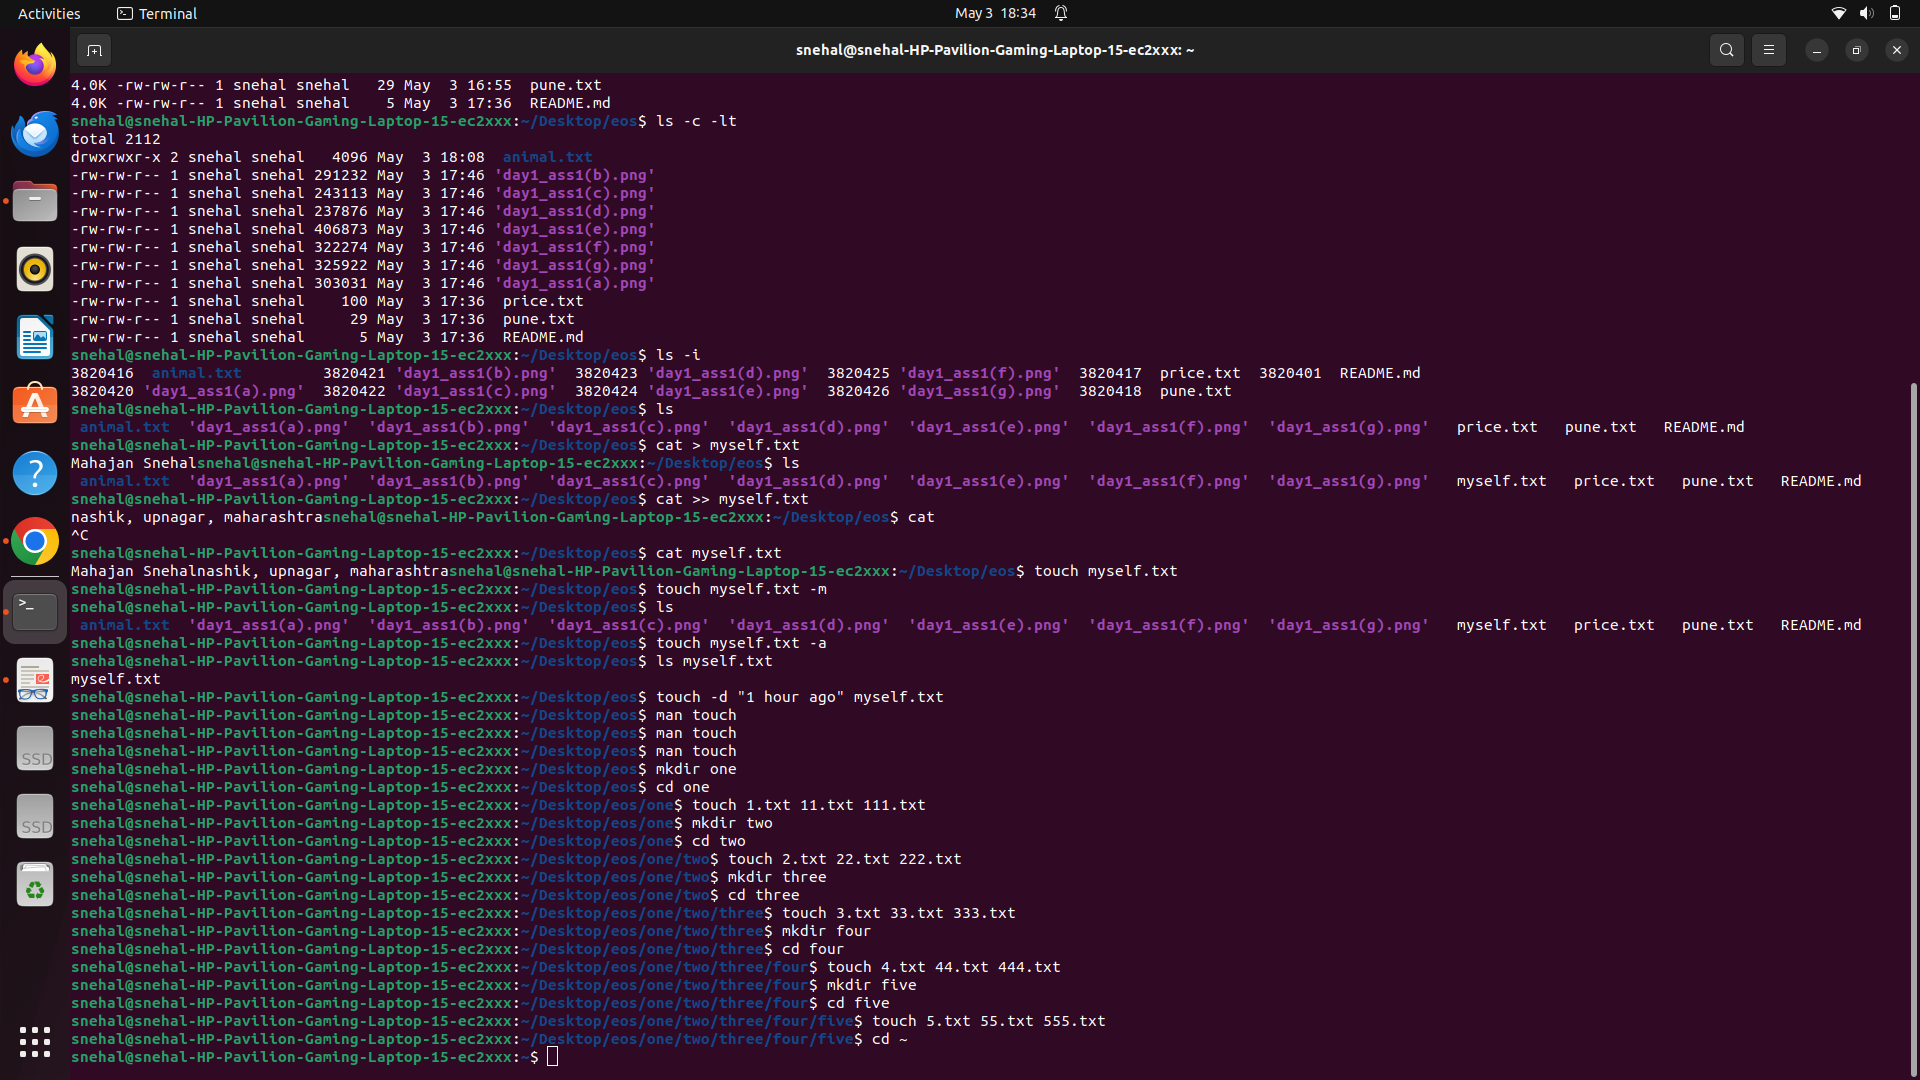 Activities Terminal May 3 18:34
snehal@snehal-HP-Pavilion-Gaming-Laptop-15-ec2xxx: ~
4.0K -rw-rw-r-- 1 snehal snehal   29 May  3 16:55  pune.txt
4.0K -rw-rw-r-- 1 snehal snehal    5 May  3 17:36  README.md
snehal@snehal-HP-Pavilion-Gaming-Laptop-15-ec2xxx:~/Desktop/eos$ ls -c -lt
total 2112
drwxrwxr-x 2 snehal snehal   4096 May  3 18:08  animal.txt
-rw-rw-r-- 1 snehal snehal 291232 May  3 17:46 'day1_ass1(b).png'
-rw-rw-r-- 1 snehal snehal 243113 May  3 17:46 'day1_ass1(c).png'
-rw-rw-r-- 1 snehal snehal 237876 May  3 17:46 'day1_ass1(d).png'
-rw-rw-r-- 1 snehal snehal 406873 May  3 17:46 'day1_ass1(e).png'
-rw-rw-r-- 1 snehal snehal 322274 May  3 17:46 'day1_ass1(f).png'
-rw-rw-r-- 1 snehal snehal 325922 May  3 17:46 'day1_ass1(g).png'
-rw-rw-r-- 1 snehal snehal 303031 May  3 17:46 'day1_ass1(a).png'
-rw-rw-r-- 1 snehal snehal    100 May  3 17:36  price.txt
-rw-rw-r-- 1 snehal snehal     29 May  3 17:36  pune.txt
-rw-rw-r-- 1 snehal snehal      5 May  3 17:36  README.md
snehal@snehal-HP-Pavilion-Gaming-Laptop-15-ec2xxx:~/Desktop/eos$ ls -i
3820416  animal.txt         3820421 'day1_ass1(b).png'  3820423 'day1_ass1(d).png'  3820425 'day1_ass1(f).png'  3820417  price.txt  3820401  README.md
3820420 'day1_ass1(a).png'  3820422 'day1_ass1(c).png'  3820424 'day1_ass1(e).png'  3820426 'day1_ass1(g).png'  3820418  pune.txt
snehal@snehal-HP-Pavilion-Gaming-Laptop-15-ec2xxx:~/Desktop/eos$ ls
 animal.txt  'day1_ass1(a).png'  'day1_ass1(b).png'  'day1_ass1(c).png'  'day1_ass1(d).png'  'day1_ass1(e).png'  'day1_ass1(f).png'  'day1_ass1(g).png'   price.txt   pune.txt   README.md
snehal@snehal-HP-Pavilion-Gaming-Laptop-15-ec2xxx:~/Desktop/eos$ cat > myself.txt
Mahajan Snehalsnehal@snehal-HP-Pavilion-Gaming-Laptop-15-ec2xxx:~/Desktop/eos$ ls
 animal.txt  'day1_ass1(a).png'  'day1_ass1(b).png'  'day1_ass1(c).png'  'day1_ass1(d).png'  'day1_ass1(e).png'  'day1_ass1(f).png'  'day1_ass1(g).png'   myself.txt   price.txt   pune.txt   README.md
snehal@snehal-HP-Pavilion-Gaming-Laptop-15-ec2xxx:~/Desktop/eos$ cat >> myself.txt
nashik, upnagar, maharashtrasnehal@snehal-HP-Pavilion-Gaming-Laptop-15-ec2xxx:~/Desktop/eos$ cat
^C
snehal@snehal-HP-Pavilion-Gaming-Laptop-15-ec2xxx:~/Desktop/eos$ cat myself.txt
Mahajan Snehalnashik, upnagar, maharashtrasnehal@snehal-HP-Pavilion-Gaming-Laptop-15-ec2xxx:~/Desktop/eos$ touch myself.txt
snehal@snehal-HP-Pavilion-Gaming-Laptop-15-ec2xxx:~/Desktop/eos$ touch myself.txt -m
snehal@snehal-HP-Pavilion-Gaming-Laptop-15-ec2xxx:~/Desktop/eos$ ls
 animal.txt  'day1_ass1(a).png'  'day1_ass1(b).png'  'day1_ass1(c).png'  'day1_ass1(d).png'  'day1_ass1(e).png'  'day1_ass1(f).png'  'day1_ass1(g).png'   myself.txt   price.txt   pune.txt   README.md
snehal@snehal-HP-Pavilion-Gaming-Laptop-15-ec2xxx:~/Desktop/eos$ touch myself.txt -a
snehal@snehal-HP-Pavilion-Gaming-Laptop-15-ec2xxx:~/Desktop/eos$ ls myself.txt
myself.txt
snehal@snehal-HP-Pavilion-Gaming-Laptop-15-ec2xxx:~/Desktop/eos$ touch -d "1 hour ago" myself.txt
snehal@snehal-HP-Pavilion-Gaming-Laptop-15-ec2xxx:~/Desktop/eos$ man touch
snehal@snehal-HP-Pavilion-Gaming-Laptop-15-ec2xxx:~/Desktop/eos$ man touch
snehal@snehal-HP-Pavilion-Gaming-Laptop-15-ec2xxx:~/Desktop/eos$ man touch
snehal@snehal-HP-Pavilion-Gaming-Laptop-15-ec2xxx:~/Desktop/eos$ mkdir one
snehal@snehal-HP-Pavilion-Gaming-Laptop-15-ec2xxx:~/Desktop/eos$ cd one
snehal@snehal-HP-Pavilion-Gaming-Laptop-15-ec2xxx:~/Desktop/eos/one$ touch 1.txt 11.txt 111.txt
snehal@snehal-HP-Pavilion-Gaming-Laptop-15-ec2xxx:~/Desktop/eos/one$ mkdir two
snehal@snehal-HP-Pavilion-Gaming-Laptop-15-ec2xxx:~/Desktop/eos/one$ cd two
snehal@snehal-HP-Pavilion-Gaming-Laptop-15-ec2xxx:~/Desktop/eos/one/two$ touch 2.txt 22.txt 222.txt
snehal@snehal-HP-Pavilion-Gaming-Laptop-15-ec2xxx:~/Desktop/eos/one/two$ mkdir three
snehal@snehal-HP-Pavilion-Gaming-Laptop-15-ec2xxx:~/Desktop/eos/one/two$ cd three
snehal@snehal-HP-Pavilion-Gaming-Laptop-15-ec2xxx:~/Desktop/eos/one/two/three$ touch 3.txt 33.txt 333.txt
snehal@snehal-HP-Pavilion-Gaming-Laptop-15-ec2xxx:~/Desktop/eos/one/two/three$ mkdir four
snehal@snehal-HP-Pavilion-Gaming-Laptop-15-ec2xxx:~/Desktop/eos/one/two/three$ cd four
snehal@snehal-HP-Pavilion-Gaming-Laptop-15-ec2xxx:~/Desktop/eos/one/two/three/four$ touch 4.txt 44.txt 444.txt
snehal@snehal-HP-Pavilion-Gaming-Laptop-15-ec2xxx:~/Desktop/eos/one/two/three/four$ mkdir five
snehal@snehal-HP-Pavilion-Gaming-Laptop-15-ec2xxx:~/Desktop/eos/one/two/three/four$ cd five
snehal@snehal-HP-Pavilion-Gaming-Laptop-15-ec2xxx:~/Desktop/eos/one/two/three/four/five$ touch 5.txt 55.txt 555.txt
snehal@snehal-HP-Pavilion-Gaming-Laptop-15-ec2xxx:~/Desktop/eos/one/two/three/four/five$ cd ~
snehal@snehal-HP-Pavilion-Gaming-Laptop-15-ec2xxx:~$
SSD
SSD